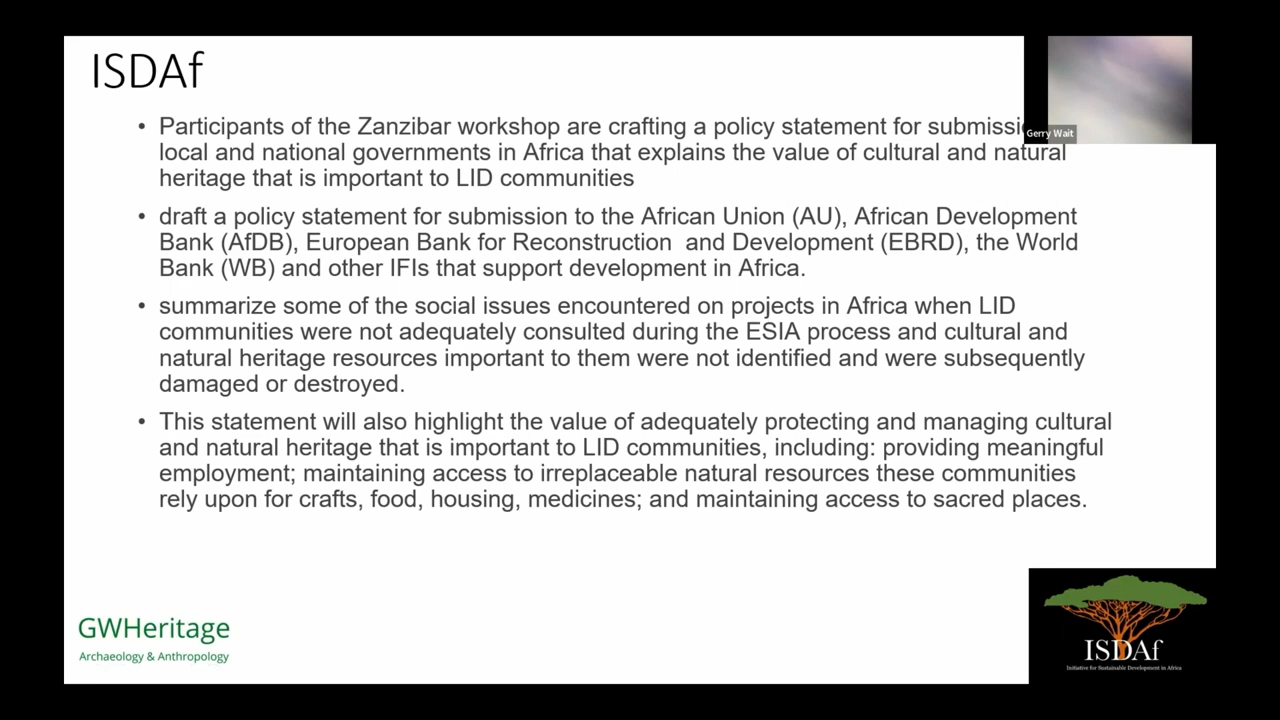 ISDAf
• Participants of the Zanzibar workshop are crafting a policy statement for
local and national governments in Africa that explains the value of cultural and natural
heritage that is important to LID communities
• draft a policy statement for submission to the African Union (AU), African Development
Bank (AfDB), European Bank for Reconstruction and Development (EBRD), the World
Bank (WB) and other IFIs that support development in Africa.
• summarize some of the social issues encountered on projects in Africa when LID
communities were not adequately consulted during the ESIA process and cultural and
natural heritage resources important to them were not identified and were subsequently
damaged or destroyed.
• This statement will also highlight the value of adequately protecting and managing cultural
and natural heritage that is important to LID communities, including: providing meaningful
employment; maintaining access to irreplaceable natural resources these communities
rely upon for crafts, food, housing, medicines; and maintaining access to sacred places.
Gerry Wait
GWHeritage
Archaeology & Anthropology
ISDAf
Initiative for Sustainable Development in Africa